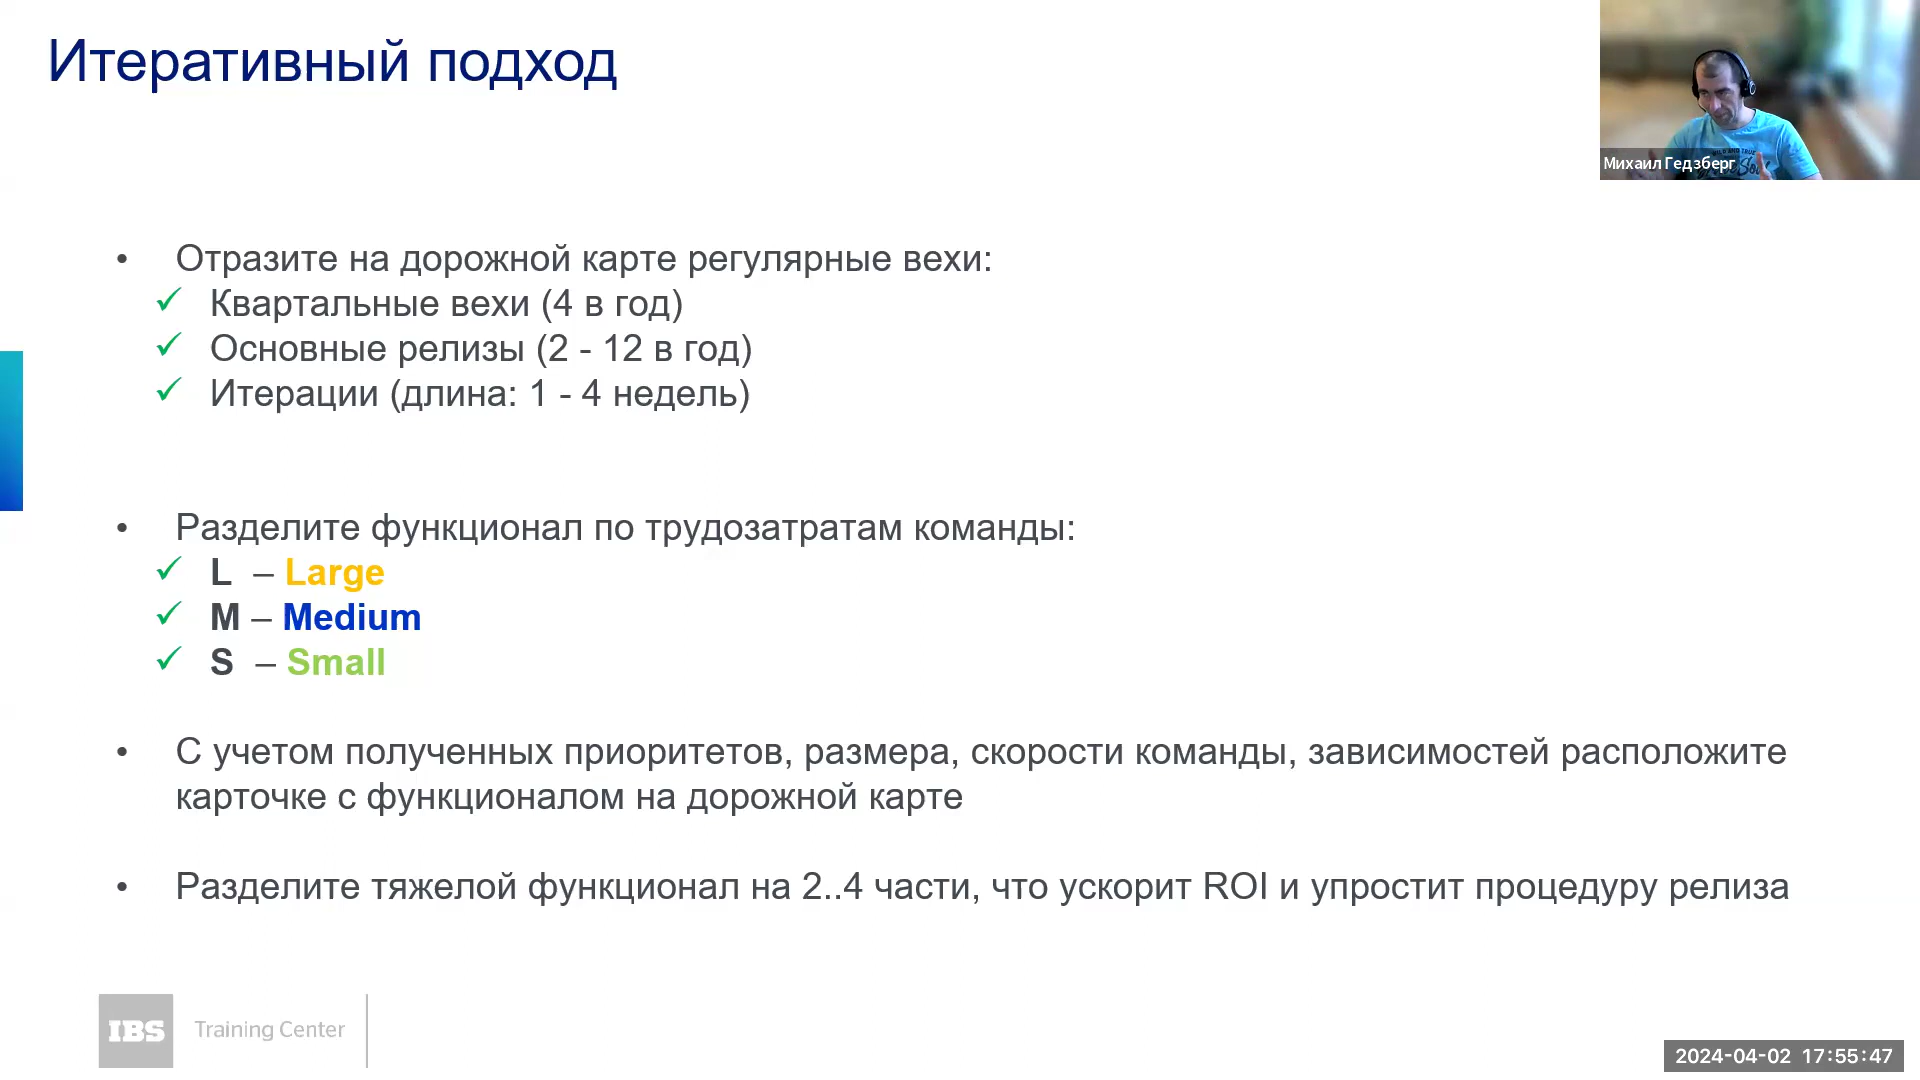 Итеративный подход
Михаил Гедзберг
• Отразите на дорожной карте регулярные вехи:
✓ Квартальные вехи (4 в год)
✓ Основные релизы (2 - 12 в год)
✓ Итерации (длина: 1 - 4 недель)
• Разделите функционал по трудозатратам команды:
✓ L – Large
✓ M – Medium
✓ S – Small
• С учетом полученных приоритетов, размера, скорости команды, зависимостей расположите
карточке с функционалом на дорожной карте
• Разделите тяжелой функционал на 2..4 части, что ускорит ROI и упростит процедуру релиза
IBS Training Center
2024-04-02 17:55:47